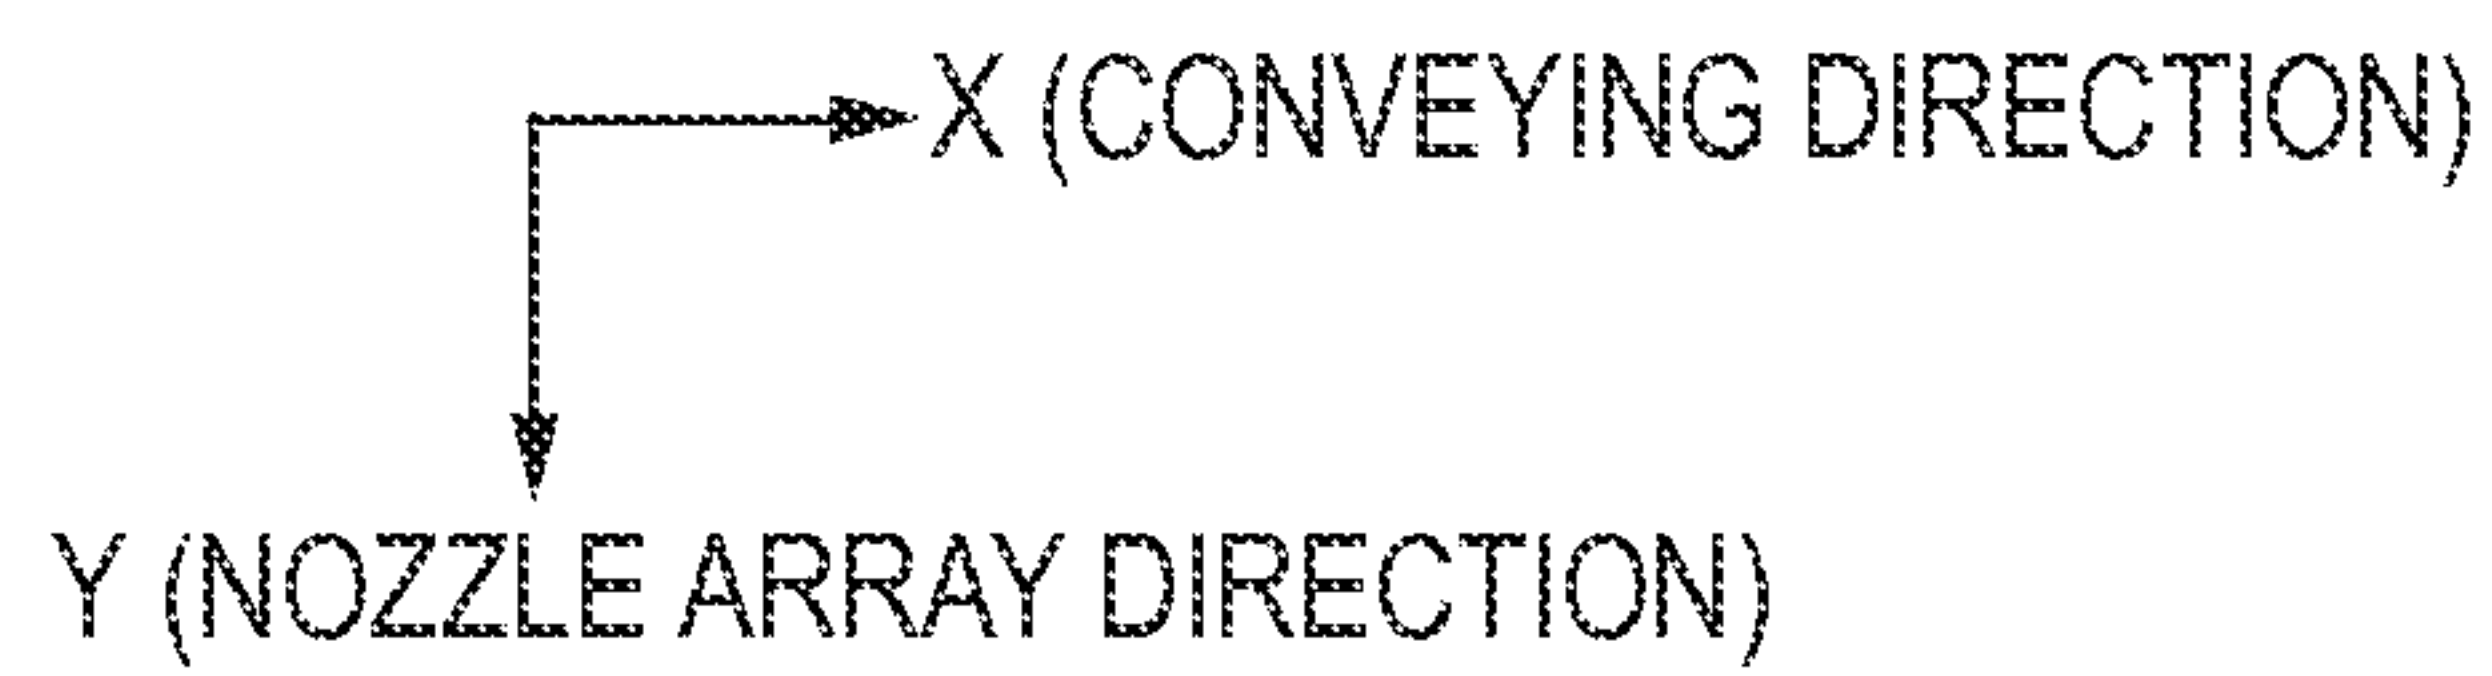 X (CONVEYING DIRECTION)
Y (NOZZLE ARRAY DIRECTION)